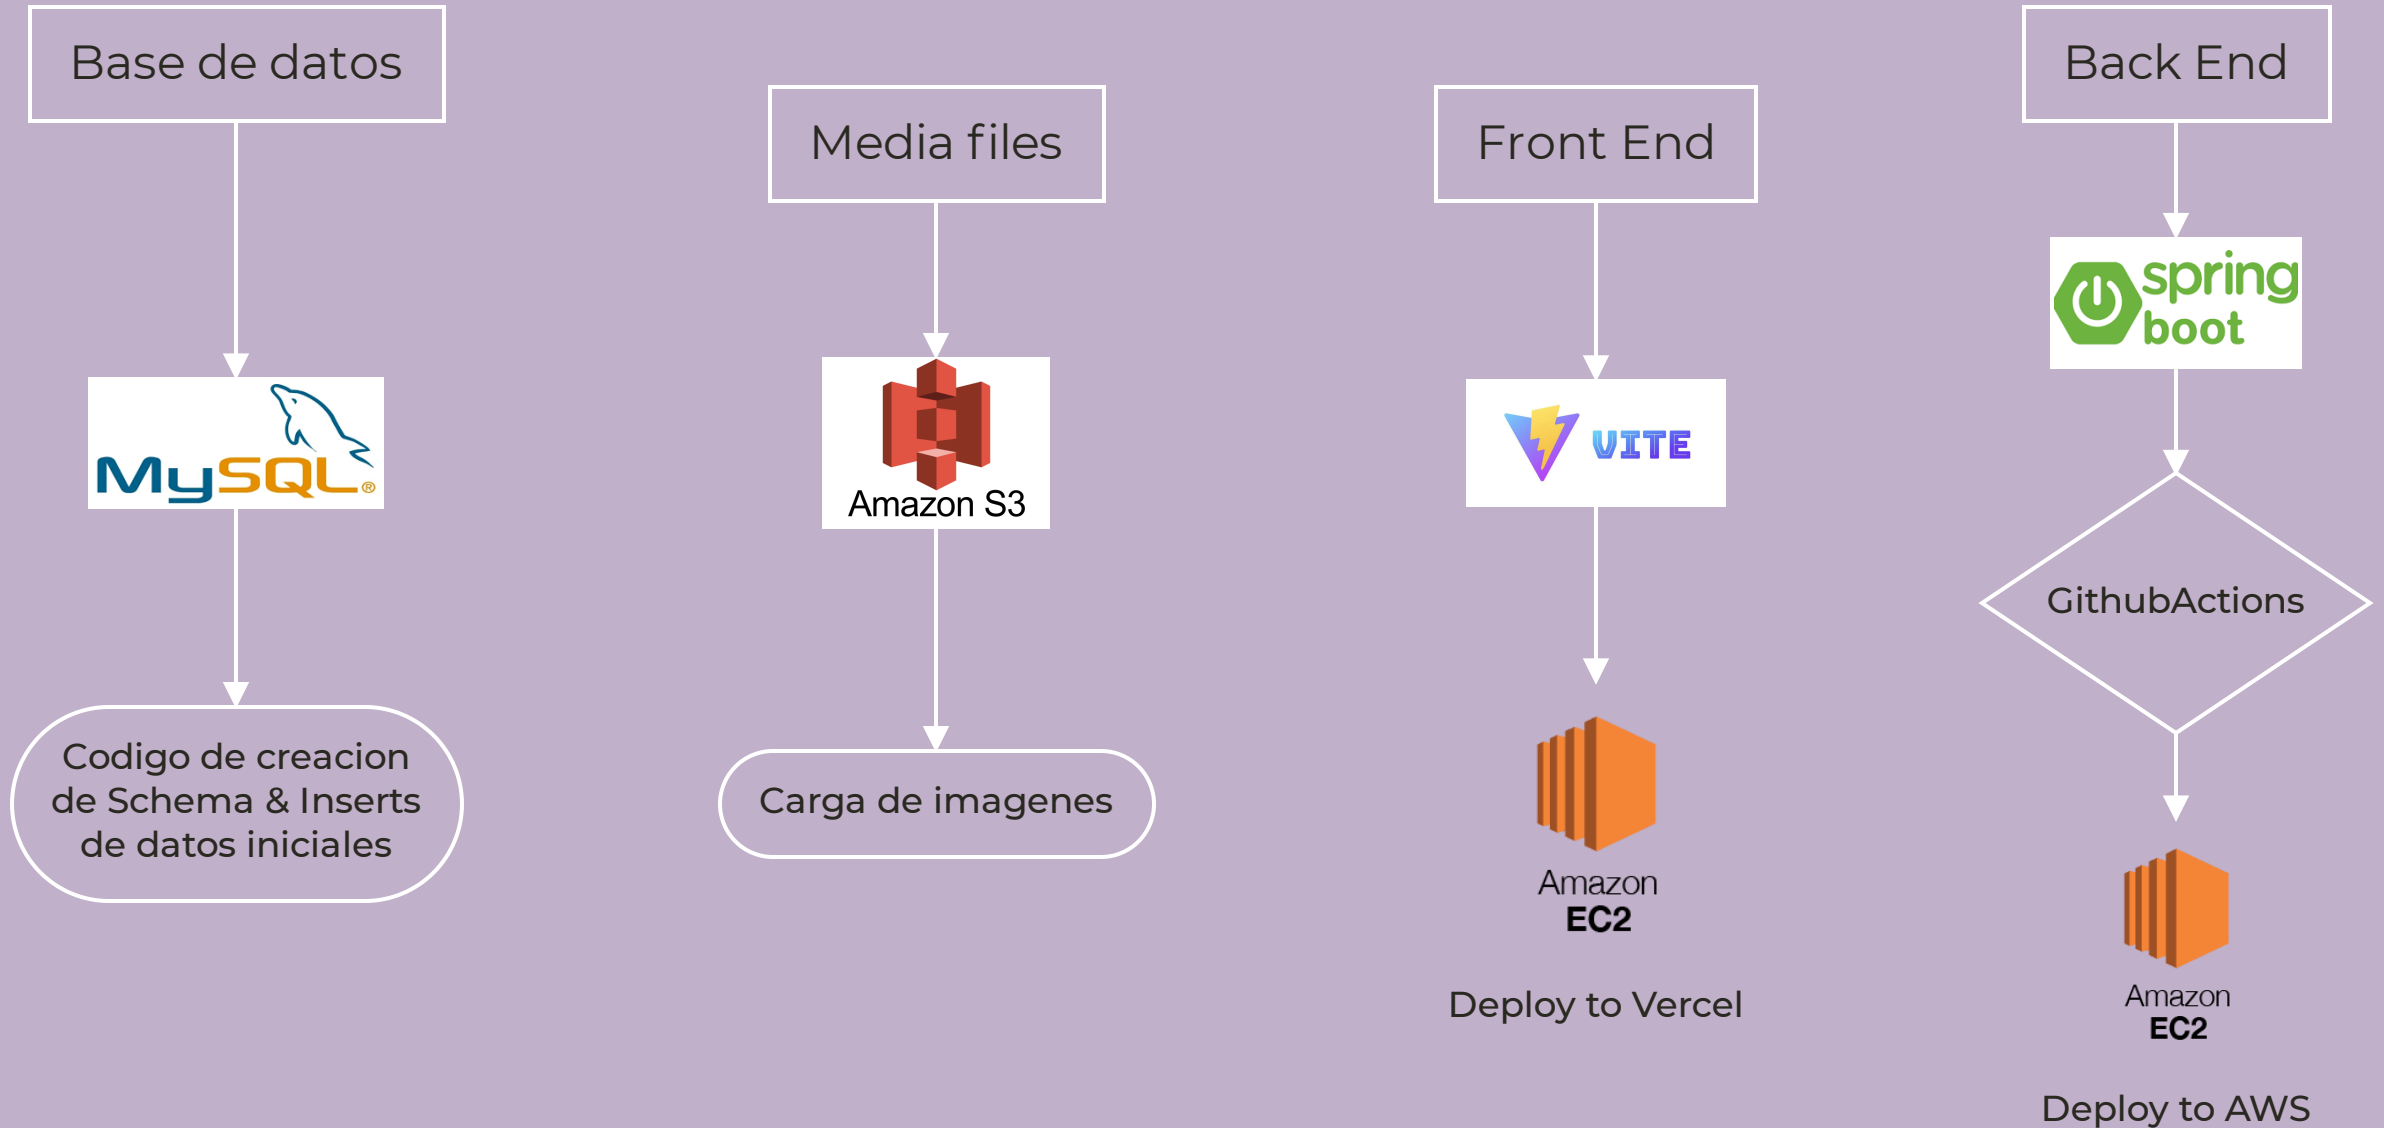 Base de datos
MySQL®
Codigo de creacion
de Schema & Inserts
de datos iniciales
Media files
Amazon S3
Carga de imagenes
Front End
VITE
Amazon
EC2
Deploy to Vercel
Back End
spring
boot
GithubActions
Amazon
EC2
Deploy to AWS